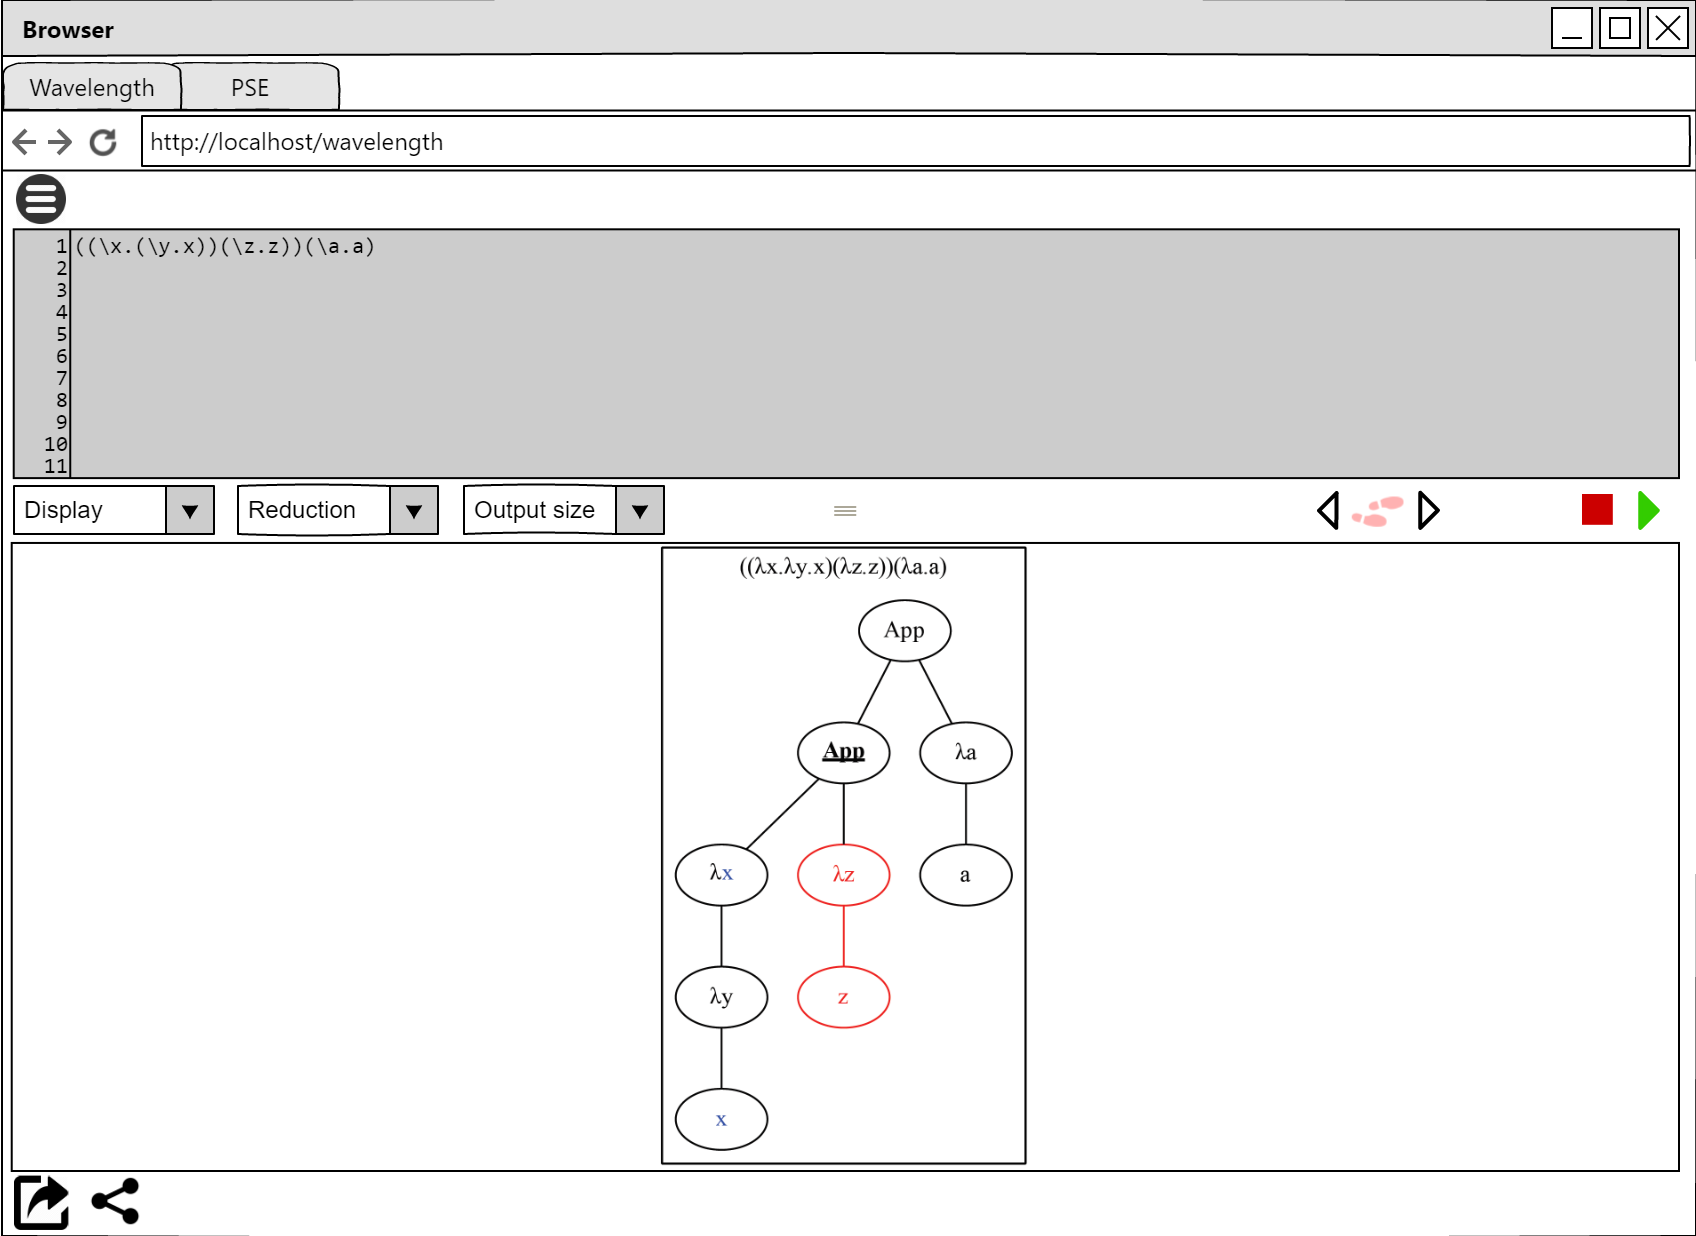 Browser
Wavelength PSE
http://localhost/wavelength
1 ((\x.(\y.x))(\z.z))(\a.a)
2
3
4
5
6
7
8
9
10
11
Display Reduction Output size
((λx.λy.x)(λz.z))(λa.a)
App
App λa
λx λz a
λy z
x